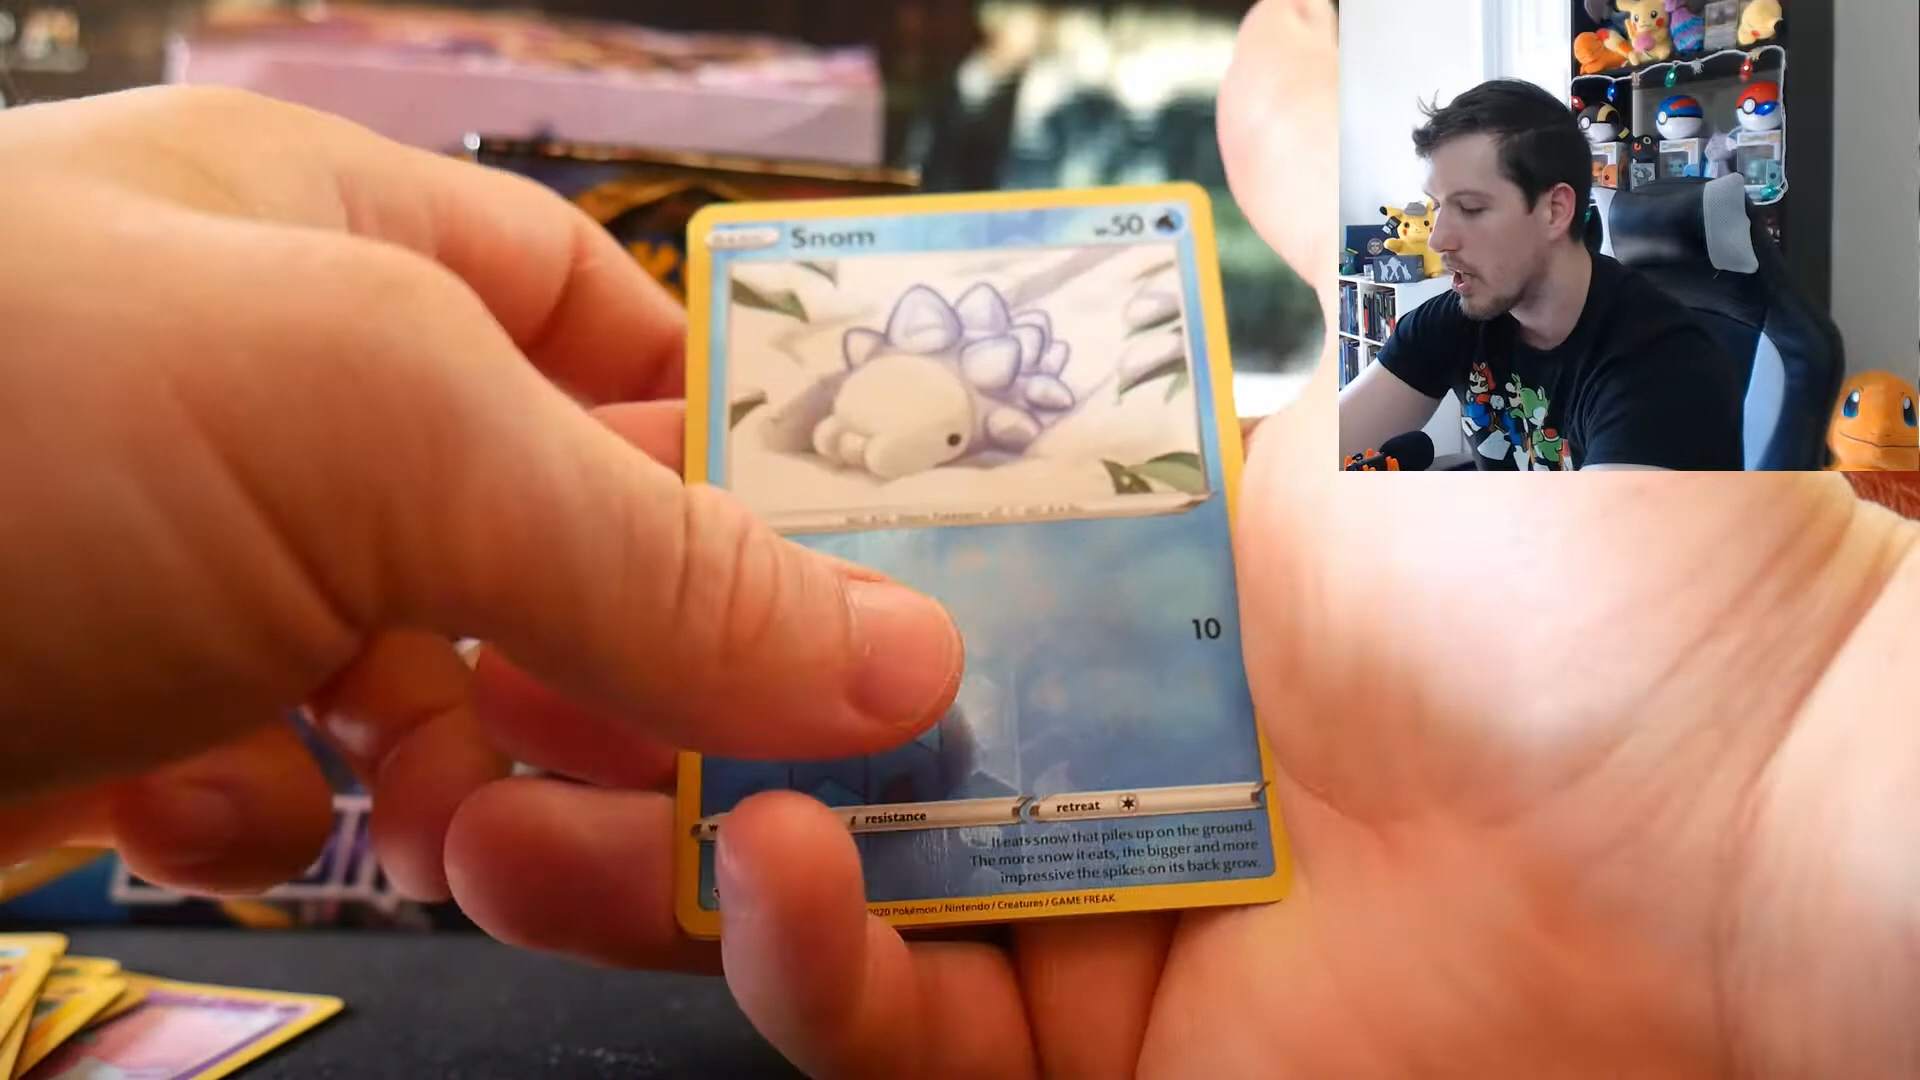 Snom
50
10
resistance
retreat
It eats snow that piles up on the ground.
The more snow it eats, the bigger and more
impressive the spikes on its back grow.
2020 Pokémon / Nintendo / Creatures / GAME FREAK